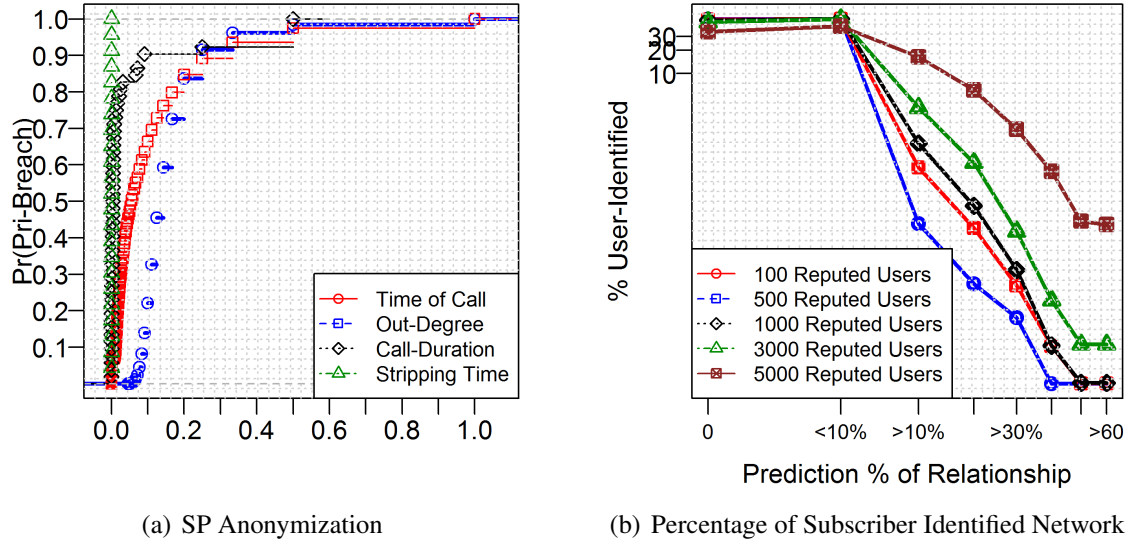 Pr(Pri-Breach)
1.0
0.9
0.8
0.7
0.6
0.5
0.4
0.3
0.2
0.1
Time of Call
Out-Degree
Call-Duration
Stripping Time
0.0 0.2 0.4 0.6 0.8 1.0
(a) SP Anonymization
% User-Identified
30
20
10
100 Reputed Users
500 Reputed Users
1000 Reputed Users
3000 Reputed Users
5000 Reputed Users
0 <10% >10% >30% >60
Prediction % of Relationship
(b) Percentage of Subscriber Identified Network